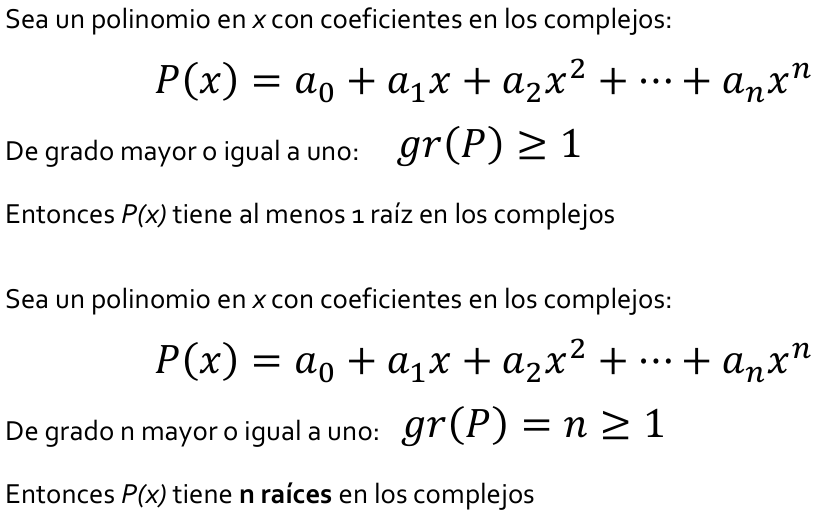 Sea un polinomio en x con coeficientes en los complejos:
P(x) = a₀ + a₁x + a₂x² + ⋯ + aₙxⁿ
De grado mayor o igual a uno: gr(P) ≥ 1
Entonces P(x) tiene al menos 1 raíz en los complejos
Sea un polinomio en x con coeficientes en los complejos:
P(x) = a₀ + a₁x + a₂x² + ⋯ + aₙxⁿ
De grado n mayor o igual a uno: gr(P) = n ≥ 1
Entonces P(x) tiene n raíces en los complejos